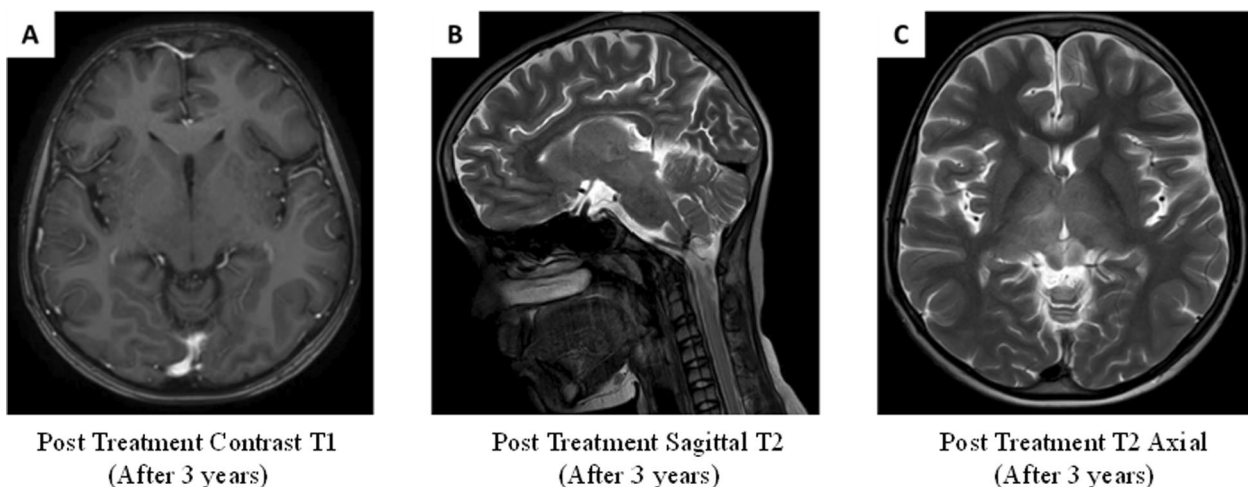 A
B
C
Post Treatment Contrast T1
(After 3 years)
Post Treatment Sagittal T2
(After 3 years)
Post Treatment T2 Axial
(After 3 years)